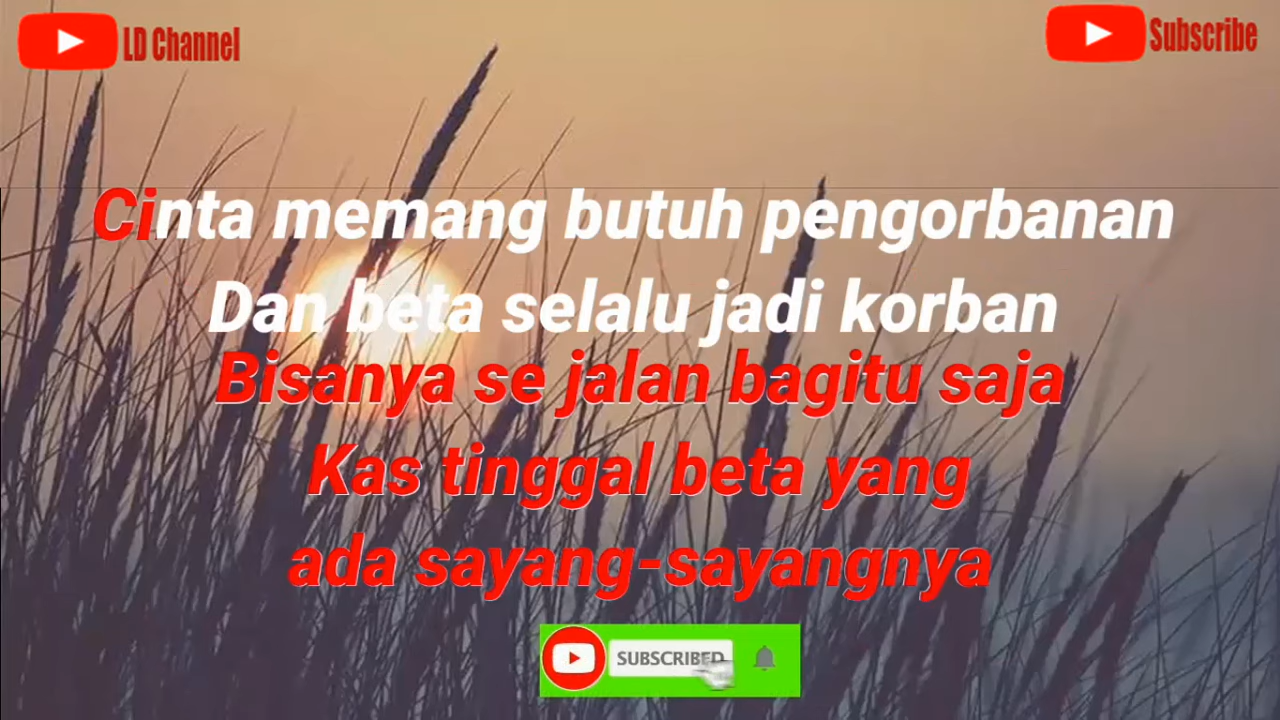 LD Channel
Subscribe
Cinta memang butuh pengorbanan
Dan beta selalu jadi korban
Bisanya se jalan bagitu saja
Kas tinggal beta yang
ada sayang-sayangnya
SUBSCRIBED